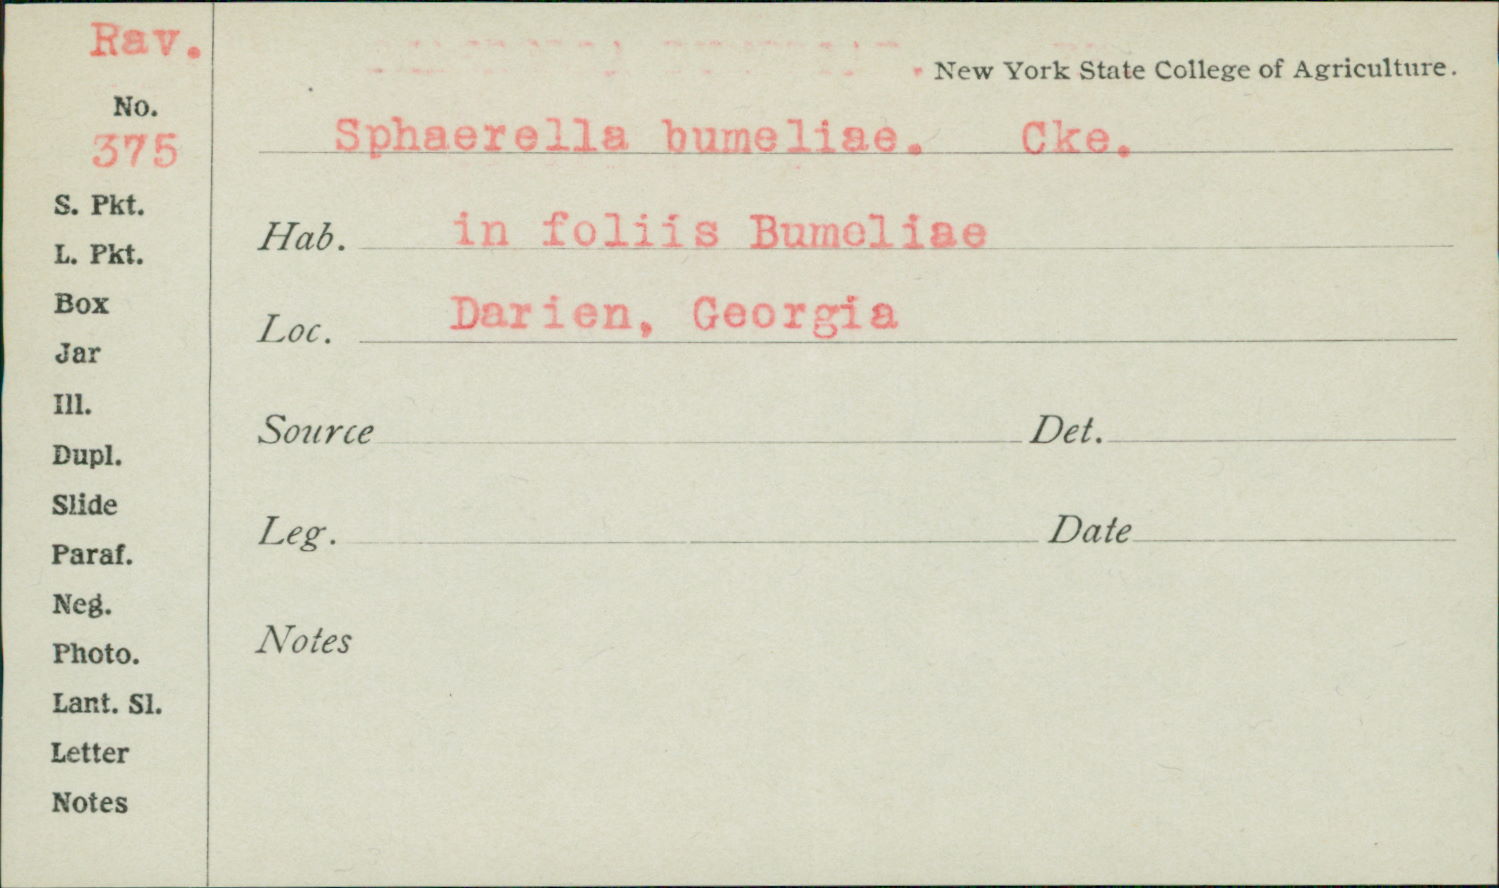 Rav.
No.
375
S. Pkt.
L. Pkt.
Box
Jar
Ill.
Dupl.
Slide
Paraf.
Neg.
Photo.
Lant. Sl.
Letter
Notes
New York State College of Agriculture.
Sphaerella bumeliae. Cke.
Hab. in foliis Bumeliae
Loc. Darien, Georgia
Source Det.
Leg. Date
Notes